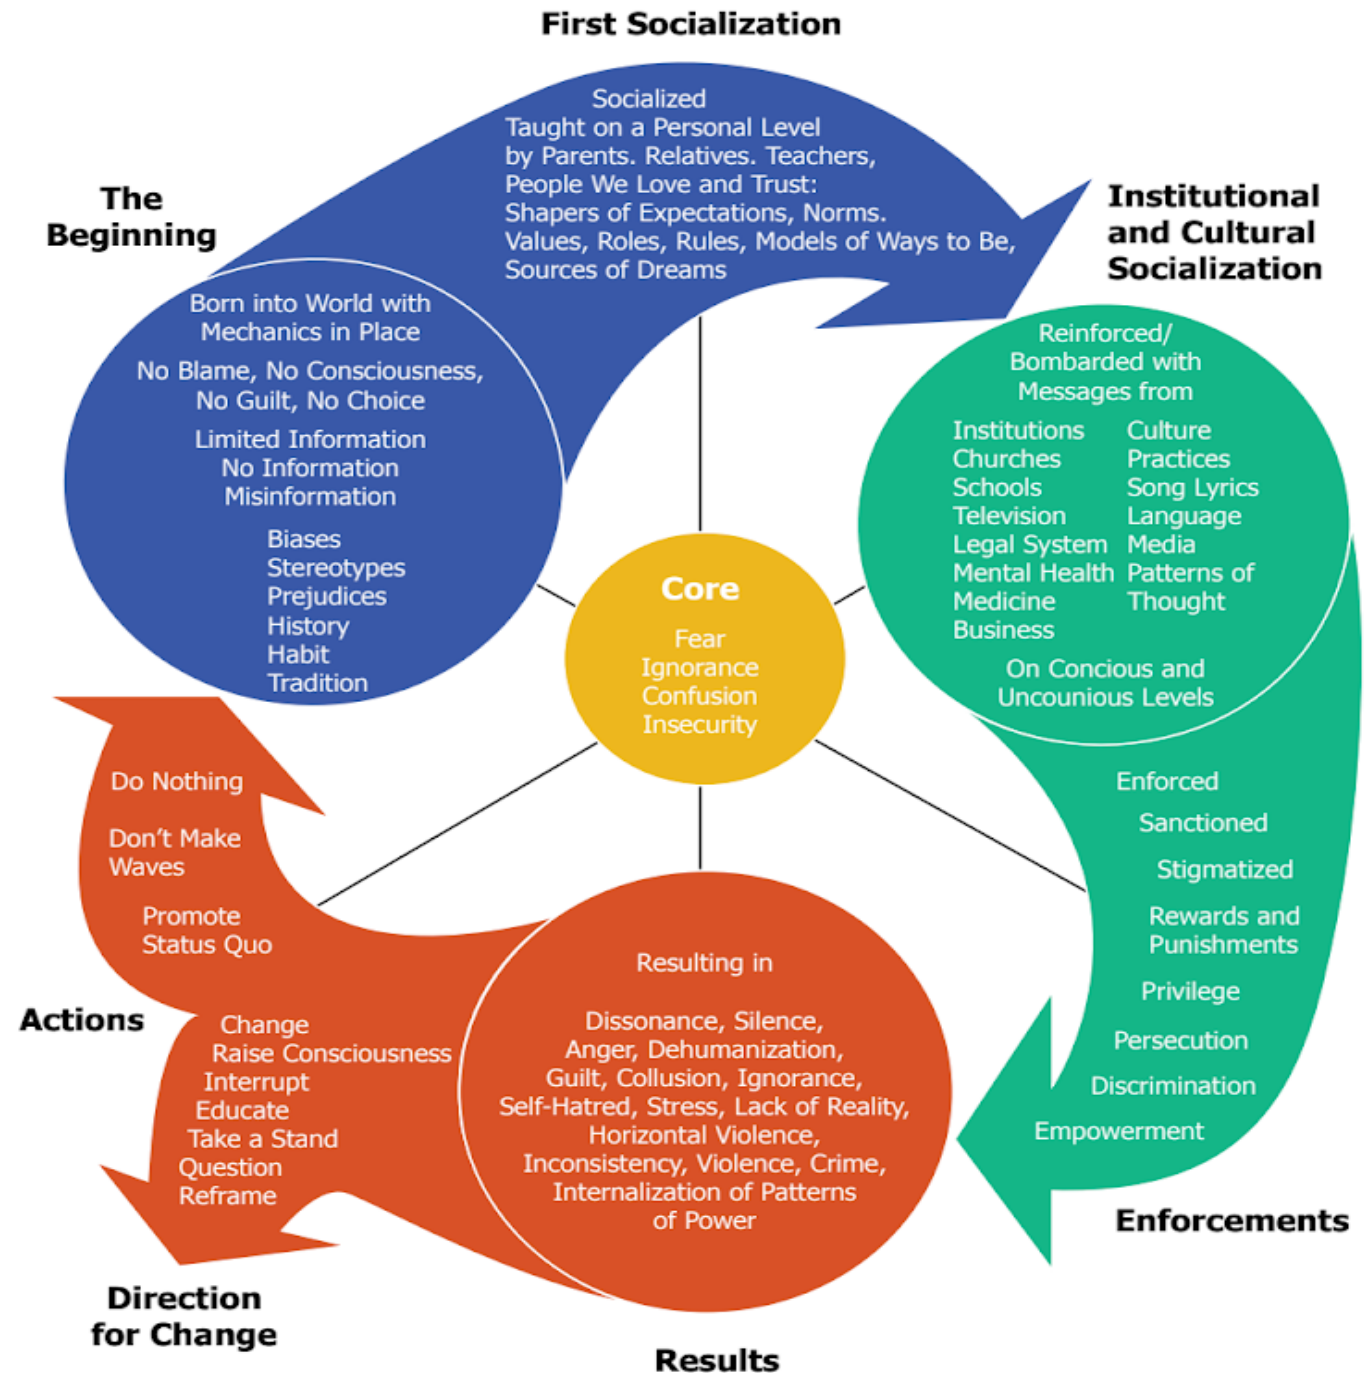 First Socialization
Socialized
Taught on a Personal Level
by Parents. Relatives. Teachers,
People We Love and Trust:
Shapers of Expectations, Norms.
Values, Roles, Rules, Models of Ways to Be,
Sources of Dreams
The
Beginning
Born into World with
Mechanics in Place
No Blame, No Consciousness,
No Guilt, No Choice
Limited Information
No Information
Misinformation
Biases
Stereotypes
Prejudices
History
Habit
Tradition
Institutional
and Cultural
Socialization
Reinforced/
Bombarded with
Messages from
Institutions
Churches
Schools
Television
Legal System
Mental Health
Medicine
Business
Culture
Practices
Song Lyrics
Language
Media
Patterns of
Thought
On Concious and
Uncounious Levels
Core
Fear
Ignorance
Confusion
Insecurity
Enforced
Sanctioned
Stigmatized
Rewards and
Punishments
Privilege
Persecution
Discrimination
Empowerment
Enforcements
Resulting in
Dissonance, Silence,
Anger, Dehumanization,
Guilt, Collusion, Ignorance,
Self-Hatred, Stress, Lack of Reality,
Horizontal Violence,
Inconsistency, Violence, Crime,
Internalization of Patterns
of Power
Results
Do Nothing
Don’t Make
Waves
Promote
Status Quo
Actions
Change
Raise Consciousness
Interrupt
Educate
Take a Stand
Question
Reframe
Direction
for Change